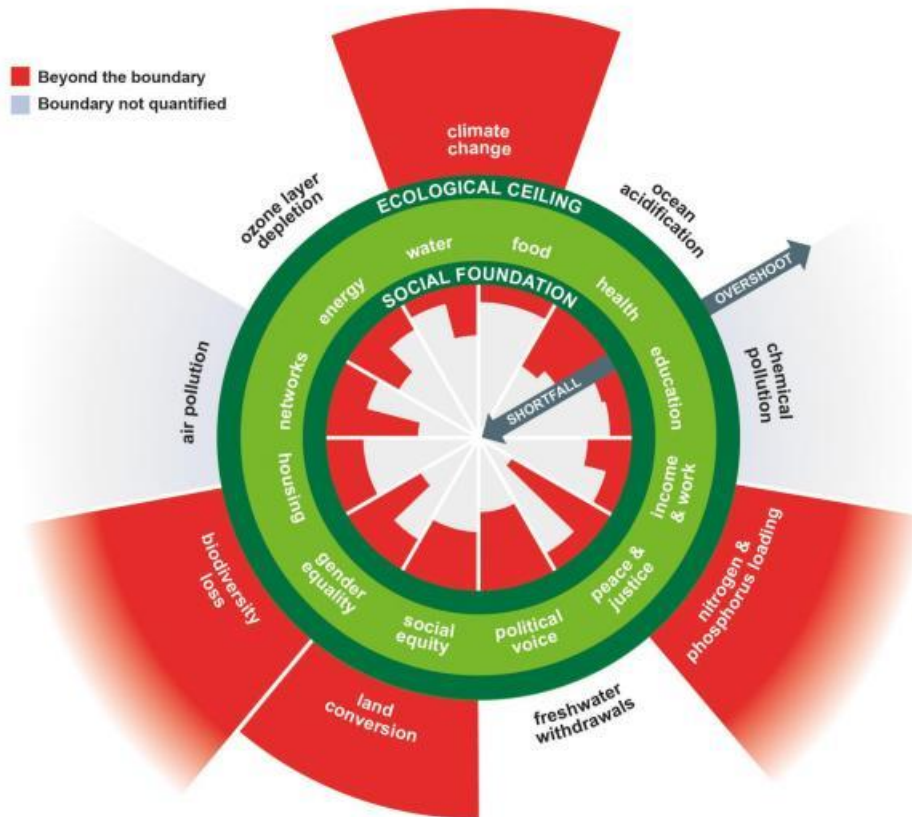 Beyond the boundary
Boundary not quantified
climate
change
ozone layer
depletion
ocean
acidification
ECOLOGICAL CEILING
OVERSHOOT
water
food
energy
health
SOCIAL FOUNDATION
networks
education
SHORTFALL
air pollution
chemical
pollution
housing
income
& work
gender
equality
peace &
justice
social
equity
political
voice
biodiversity
loss
nitrogen &
phosphorus loading
land
conversion
freshwater
withdrawals